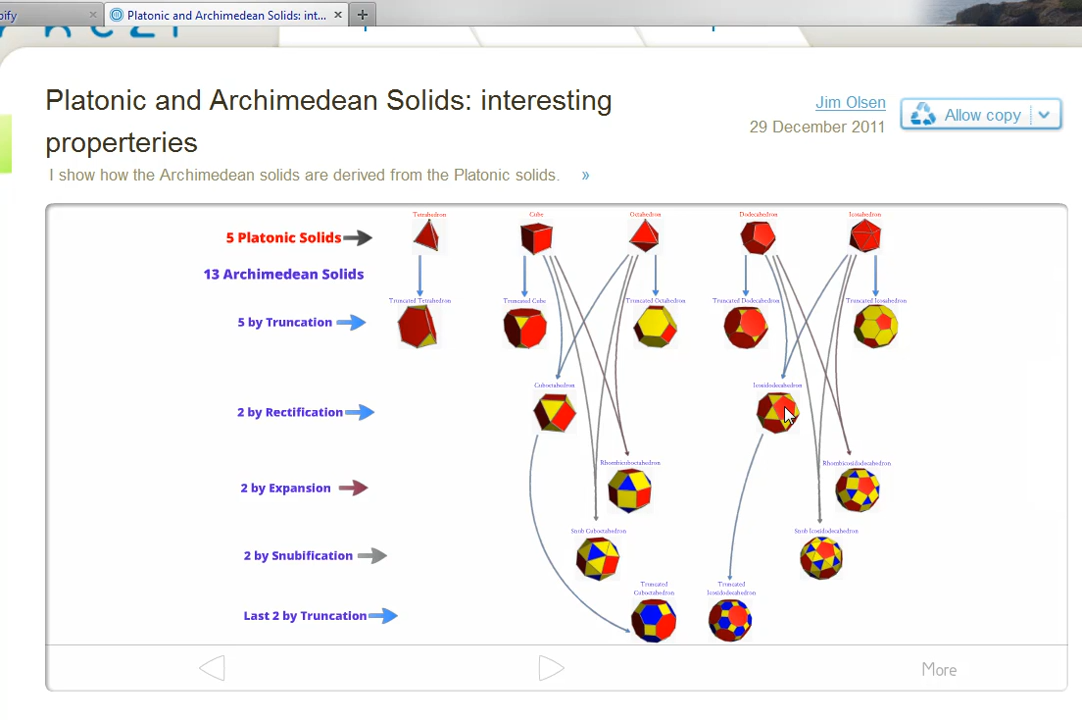 pify
Platonic and Archimedean Solids: int...
Platonic and Archimedean Solids: interesting
properteries
Jim Olsen
29 December 2011
Allow copy
I show how the Archimedean solids are derived from the Platonic solids. »
Tetrahedron Cube Octahedron Dodecahedron Icosahedron
5 Platonic Solids
13 Archimedean Solids
Truncated Tetrahedron Truncated Cube Truncated Octahedron Truncated Dodecahedron Truncated Icosahedron
5 by Truncation
Cuboctahedron Icosidodecahedron
2 by Rectification
Rhombicuboctahedron Rhombicosidodecahedron
2 by Expansion
Snub Cuboctahedron Snub Icosidodecahedron
2 by Snubification
Truncated Cuboctahedron
Truncated Icosidodecahedron
Last 2 by Truncation
More